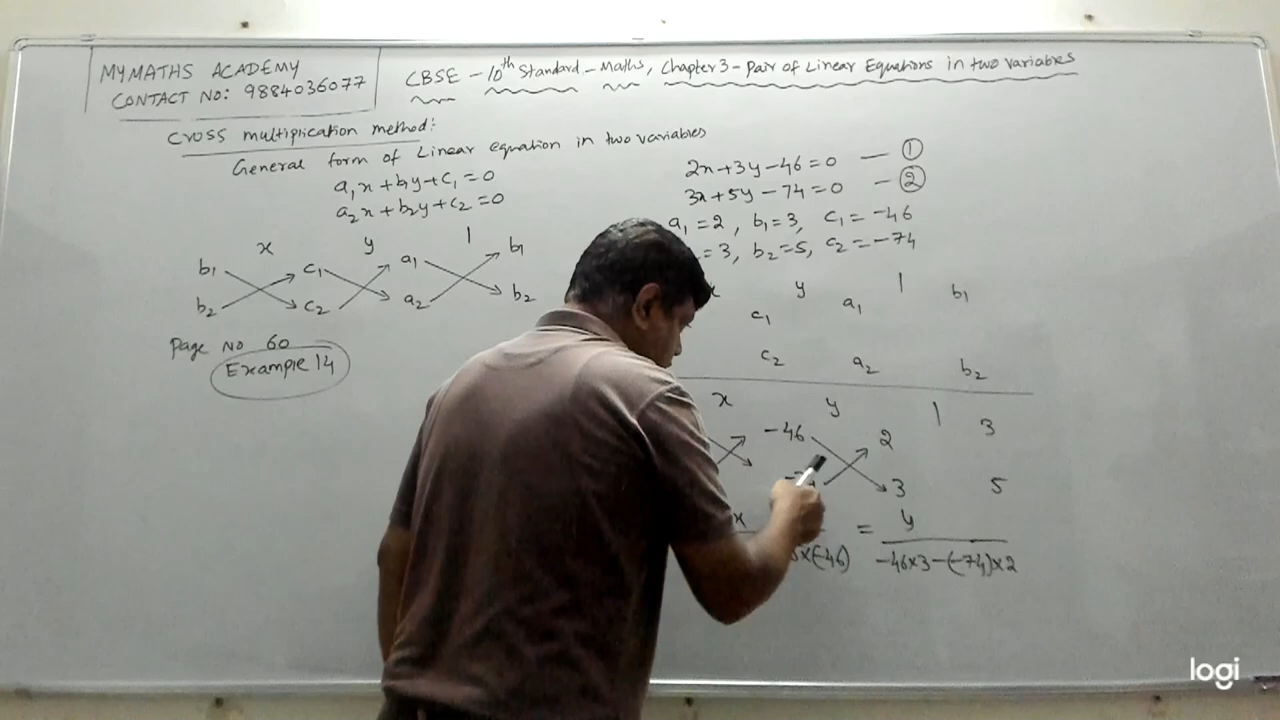 MYMATHS ACADEMY
CONTACT NO: 9884036077
CBSE - 10th Standard - Maths, Chapter 3 - Pair of Linear Equations in two variables
Cross multiplication method:
General form of Linear equation in two variables
a₁x + b₁y + c₁ = 0
a₂x + b₂y + c₂ = 0
x y 1
b₁ c₁ a₁ b₁
b₂ c₂ a₂ b₂
Page No 60
Example 14
2x + 3y - 46 = 0 — ①
3x + 5y - 74 = 0 — ②
a₁ = 2, b₁ = 3, c₁ = -46
= 3, b₂ = 5, c₂ = -74
y 1
c₁ a₁ b₁
c₂ a₂ b₂
x y 1
-46 2 3
3 5
x = y
×(-46) -46×3-(-74)×2
logi